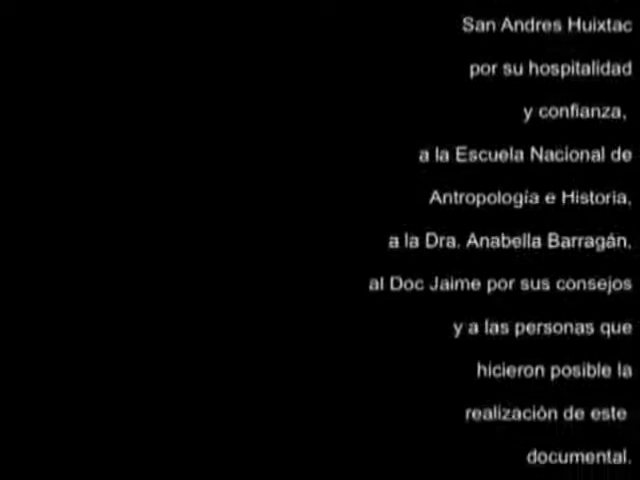 San Andres Huixtac
por su hospitalidad
y confianza,
a la Escuela Nacional de
Antropología e Historia,
a la Dra. Anabella Barragán,
al Doc Jaime por sus consejos
y a las personas que
hicieron posible la
realización de este
documental.